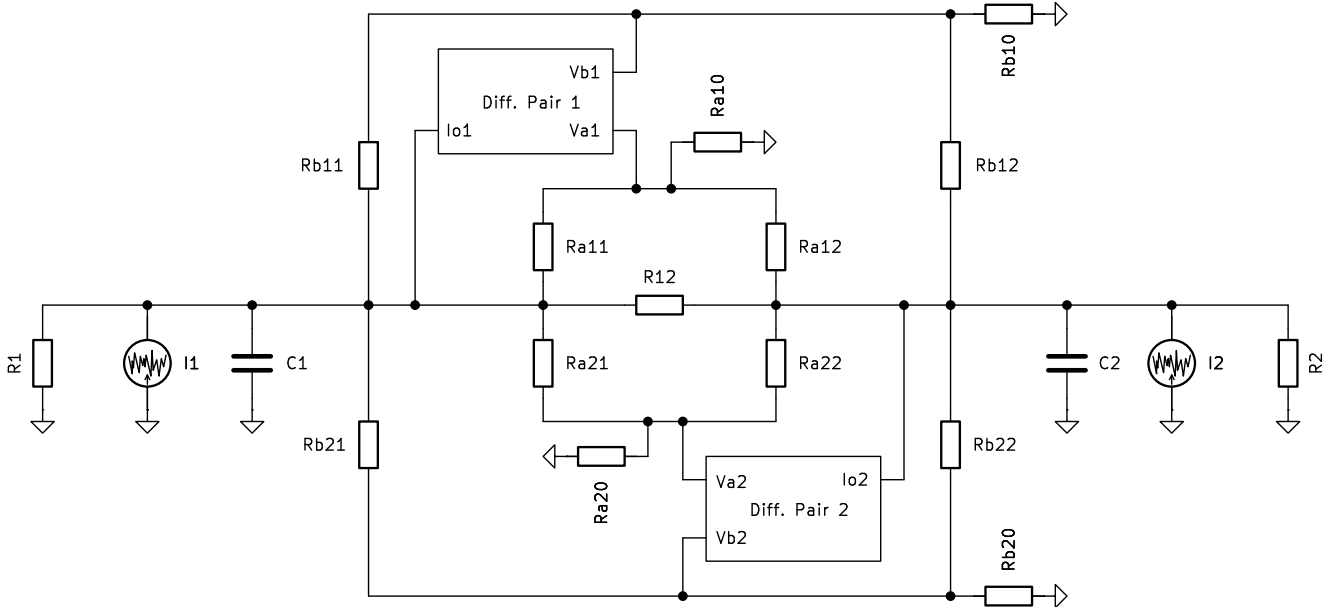 Rb10
Vb1
Diff. Pair 1
Ra10
Io1
Va1
Rb11
Rb12
Ra11
Ra12
R12
R1
I1
C1
Ra21
Ra22
C2
I2
R2
Rb21
Rb22
Ra20
Va2
Io2
Diff. Pair 2
Vb2
Rb20